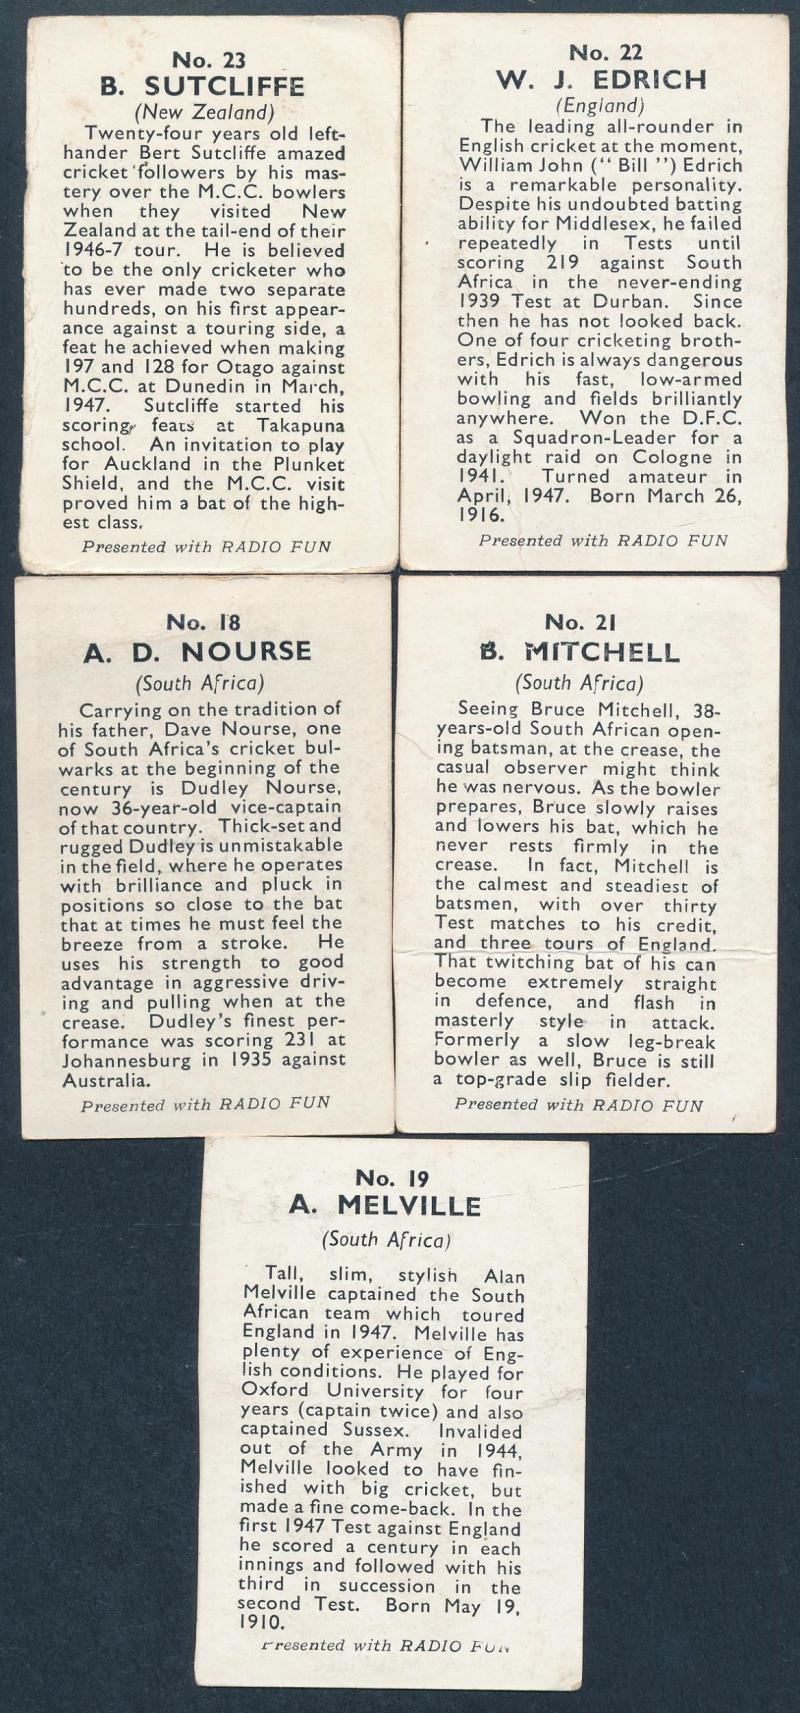 No. 23
B. SUTCLIFFE
(New Zealand)
Twenty-four years old left-
hander Bert Sutcliffe amazed
cricket followers by his mas-
tery over the M.C.C. bowlers
when they visited New
Zealand at the tail-end of their
1946-7 tour. He is believed
to be the only cricketer who
has ever made two separate
hundreds, on his first appear-
ance against a touring side, a
feat he achieved when making
197 and 128 for Otago against
M.C.C. at Dunedin in March,
1947. Sutcliffe started his
scoring feats at Takapuna
school. An invitation to play
for Auckland in the Plunket
Shield, and the M.C.C. visit
proved him a bat of the high-
est class.
Presented with RADIO FUN
No. 22
W. J. EDRICH
(England)
The leading all-rounder in
English cricket at the moment,
William John (“ Bill ”) Edrich
is a remarkable personality.
Despite his undoubted batting
ability for Middlesex, he failed
repeatedly in Tests until
scoring 219 against South
Africa in the never-ending
1939 Test at Durban. Since
then he has not looked back.
One of four cricketing broth-
ers, Edrich is always dangerous
with his fast, low-armed
bowling and fields brilliantly
anywhere. Won the D.F.C.
as a Squadron-Leader for a
daylight raid on Cologne in
1941. Turned amateur in
April, 1947. Born March 26,
1916.
Presented with RADIO FUN
No. 18
A. D. NOURSE
(South Africa)
Carrying on the tradition of
his father, Dave Nourse, one
of South Africa's cricket bul-
warks at the beginning of the
century is Dudley Nourse,
now 36-year-old vice-captain
of that country. Thick-set and
rugged Dudley is unmistakable
in the field, where he operates
with brilliance and pluck in
positions so close to the bat
that at times he must feel the
breeze from a stroke. He
uses his strength to good
advantage in aggressive driv-
ing and pulling when at the
crease. Dudley's finest per-
formance was scoring 231 at
Johannesburg in 1935 against
Australia.
Presented with RADIO FUN
No. 21
B. MITCHELL
(South Africa)
Seeing Bruce Mitchell, 38-
years-old South African open-
ing batsman, at the crease, the
casual observer might think
he was nervous. As the bowler
prepares, Bruce slowly raises
and lowers his bat, which he
never rests firmly in the
crease. In fact, Mitchell is
the calmest and steadiest of
batsmen, with over thirty
Test matches to his credit,
and three tours of England.
That twitching bat of his can
become extremely straight
in defence, and flash in
masterly style in attack.
Formerly a slow leg-break
bowler as well, Bruce is still
a top-grade slip fielder.
Presented with RADIO FUN
No. 19
A. MELVILLE
(South Africa)
Tall, slim, stylish Alan
Melville captained the South
African team which toured
England in 1947. Melville has
plenty of experience of Eng-
lish conditions. He played for
Oxford University for four
years (captain twice) and also
captained Sussex. Invalided
out of the Army in 1944,
Melville looked to have fin-
ished with big cricket, but
made a fine come-back. In the
first 1947 Test against England
he scored a century in each
innings and followed with his
third in succession in the
second Test. Born May 19,
1910.
Presented with RADIO FUN